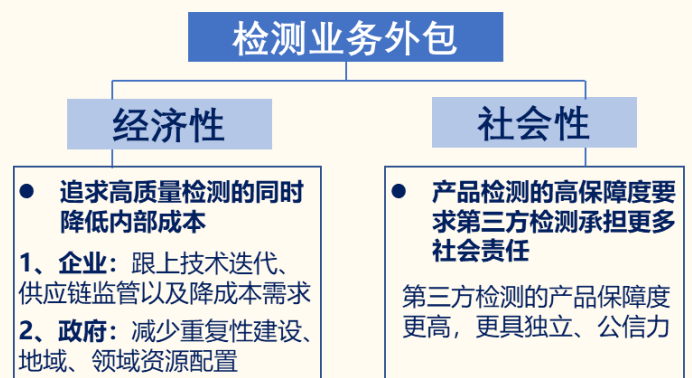 检测业务外包
经济性
● 追求高质量检测的同时
降低内部成本
1、企业：跟上技术迭代、
供应链监管以及降成本需求
2、政府：减少重复性建设、
地域、领域资源配置
社会性
● 产品检测的高保障度要
求第三方检测承担更多
社会责任
第三方检测的产品保障度
更高，更具独立、公信力